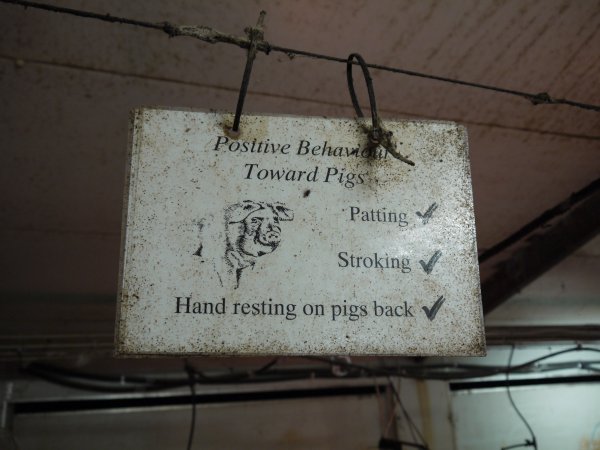 Positive Behaviour
Toward Pigs
Patting ✓
Stroking ✓
Hand resting on pigs back ✓